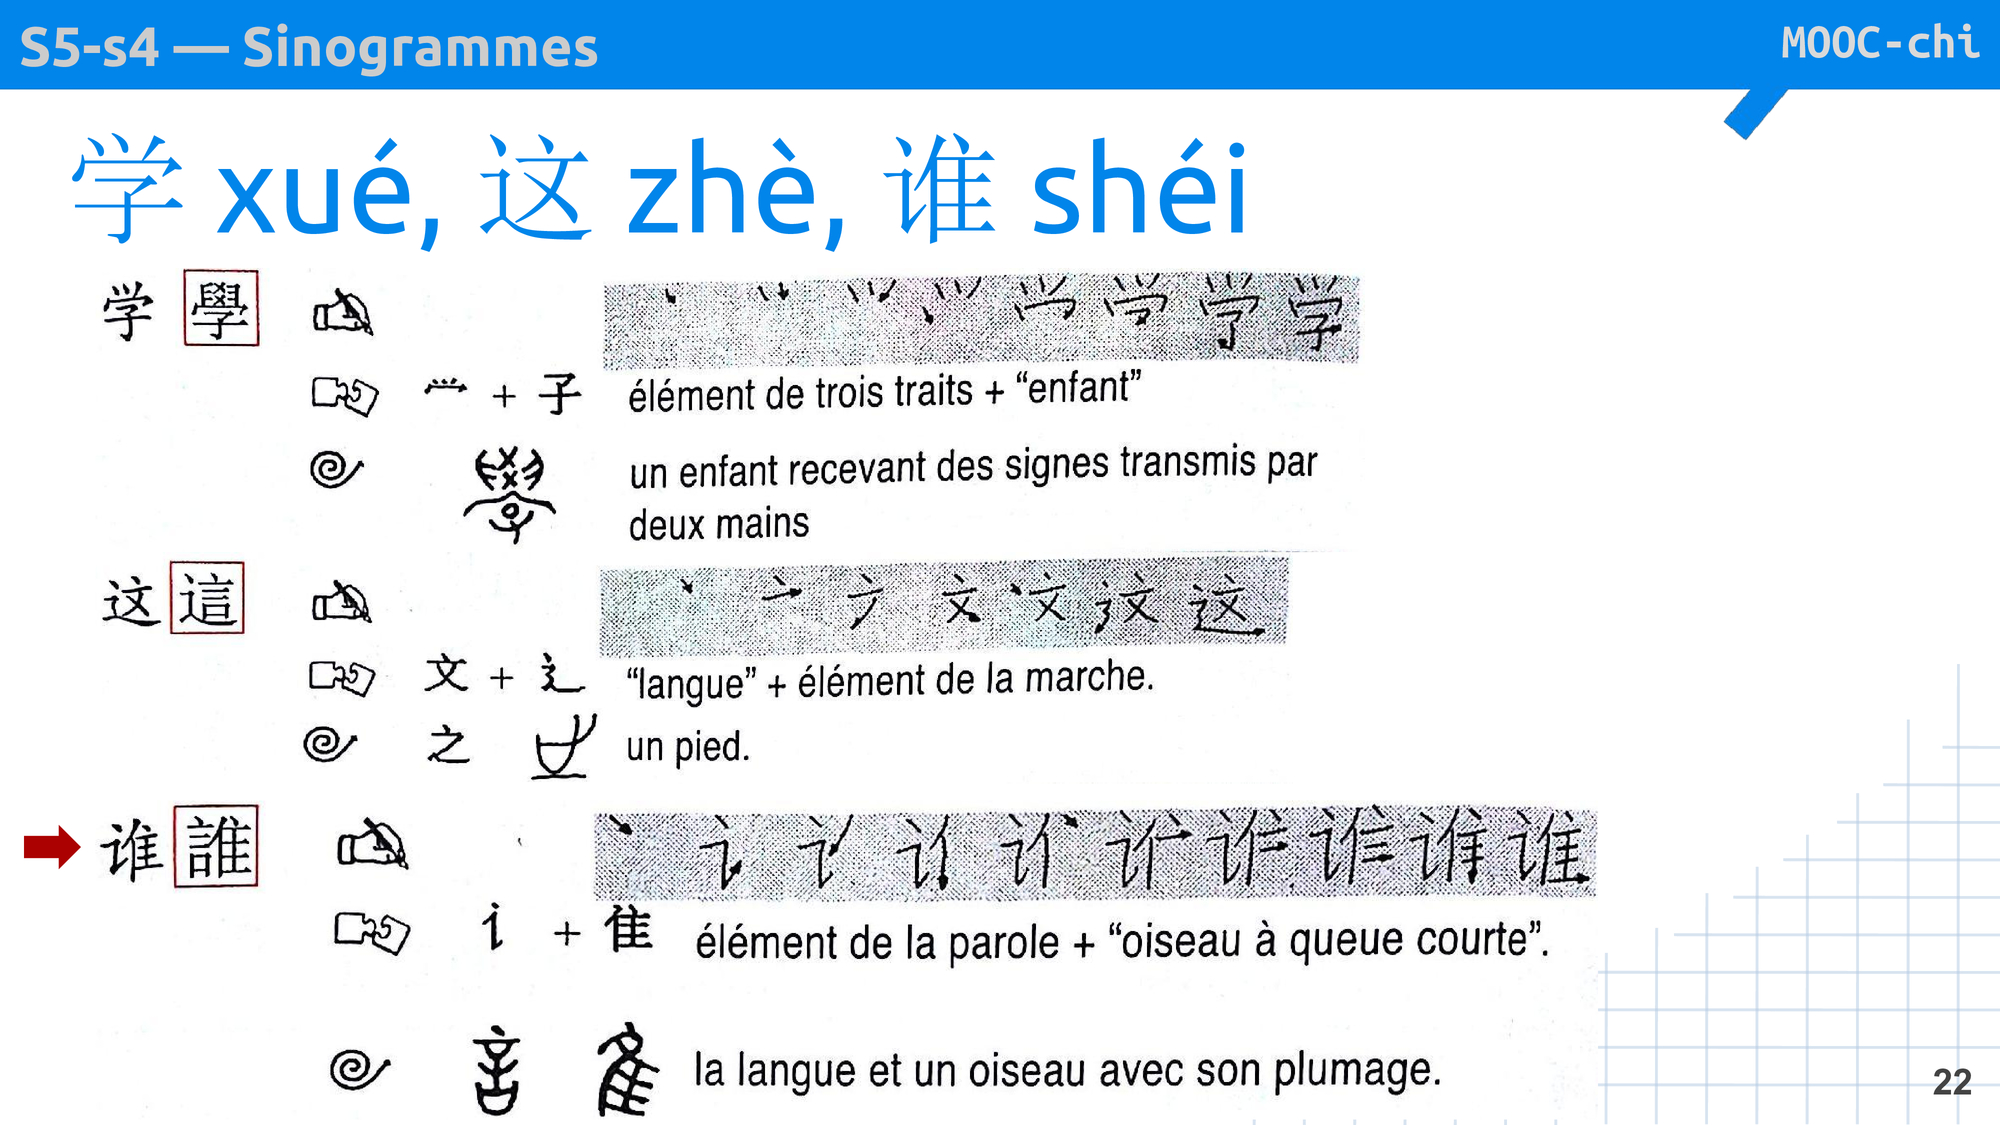 S5-s4 — Sinogrammes
MOOC-chi
学 xué, 这 zhè, 谁 shéi
学 學
⺍ + 子 élément de trois traits + “enfant”
un enfant recevant des signes transmis par
deux mains
这 這
文 + 辶 “langue” + élément de la marche.
之 un pied.
谁 誰
讠 + 隹 élément de la parole + “oiseau à queue courte”.
la langue et un oiseau avec son plumage.
22